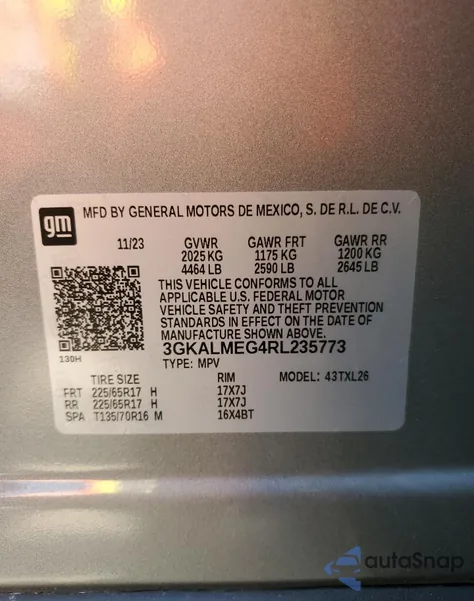 gm
MFD BY GENERAL MOTORS DE MEXICO, S. DE R.L. DE C.V.
11/23 GVWR GAWR FRT GAWR RR
2025 KG 1175 KG 1200 KG
4464 LB 2590 LB 2645 LB
THIS VEHICLE CONFORMS TO ALL
APPLICABLE U.S. FEDERAL MOTOR
VEHICLE SAFETY AND THEFT PREVENTION
STANDARDS IN EFFECT ON THE DATE OF
MANUFACTURE SHOWN ABOVE.
130H
3GKALMEG4RL235773
TYPE: MPV
TIRE SIZE RIM MODEL: 43TXL26
FRT 225/65R17 H 17X7J
RR 225/65R17 H 17X7J
SPA T135/70R16 M 16X4BT
autoSnap